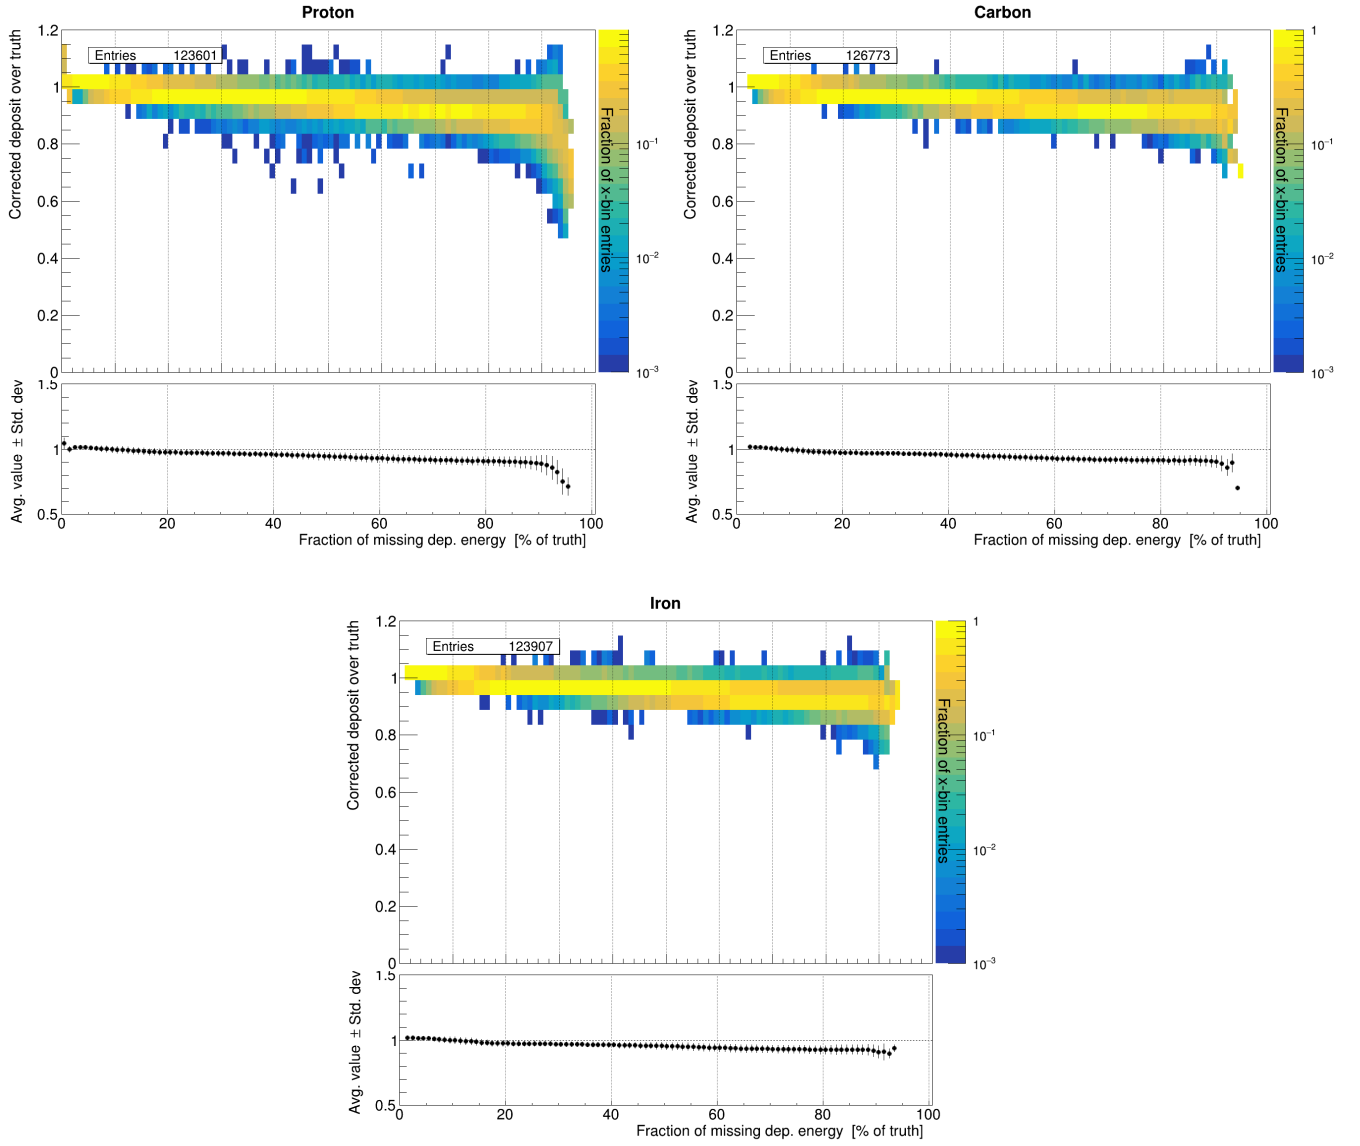 Proton
Corrected deposit over truth
1.2
1
0.8
0.6
0.4
0.2
0
Entries 123601
Fraction of x-bin entries
10⁻¹
10⁻²
10⁻³
Avg. value ± Std. dev
1.5
1
0.5
0 20 40 60 80 100
Fraction of missing dep. energy [% of truth]
Carbon
Corrected deposit over truth
1.2
1
0.8
0.6
0.4
0.2
0
Entries 126773
Fraction of x-bin entries
1
10⁻¹
10⁻²
10⁻³
Avg. value ± Std. dev
1.5
1
0.5
0 20 40 60 80 100
Fraction of missing dep. energy [% of truth]
Iron
Corrected deposit over truth
1.2
1
0.8
0.6
0.4
0.2
0
Entries 123907
Fraction of x-bin entries
1
10⁻¹
10⁻²
10⁻³
Avg. value ± Std. dev
1.5
1
0.5
0 20 40 60 80 100
Fraction of missing dep. energy [% of truth]